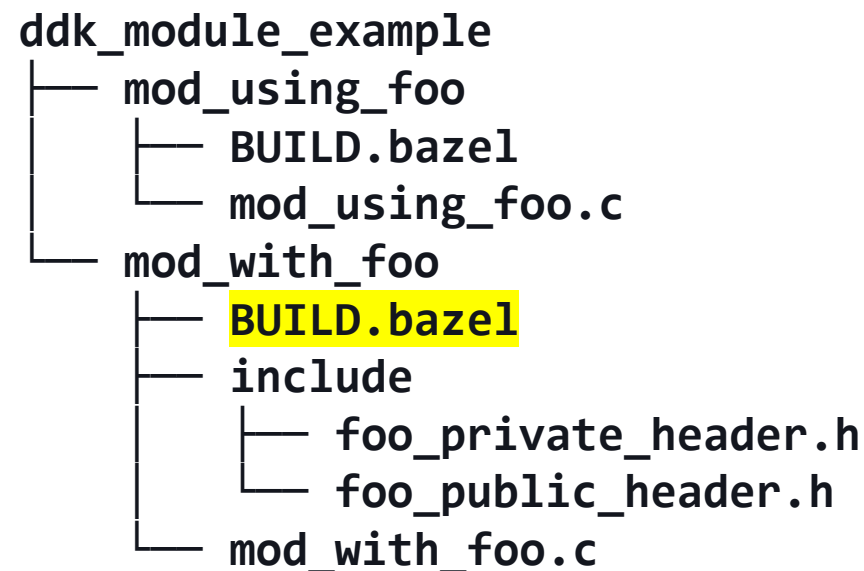 ddk_module_example
├── mod_using_foo
│   ├── BUILD.bazel
│   └── mod_using_foo.c
└── mod_with_foo
    ├── BUILD.bazel
    ├── include
    │   ├── foo_private_header.h
    │   └── foo_public_header.h
    └── mod_with_foo.c